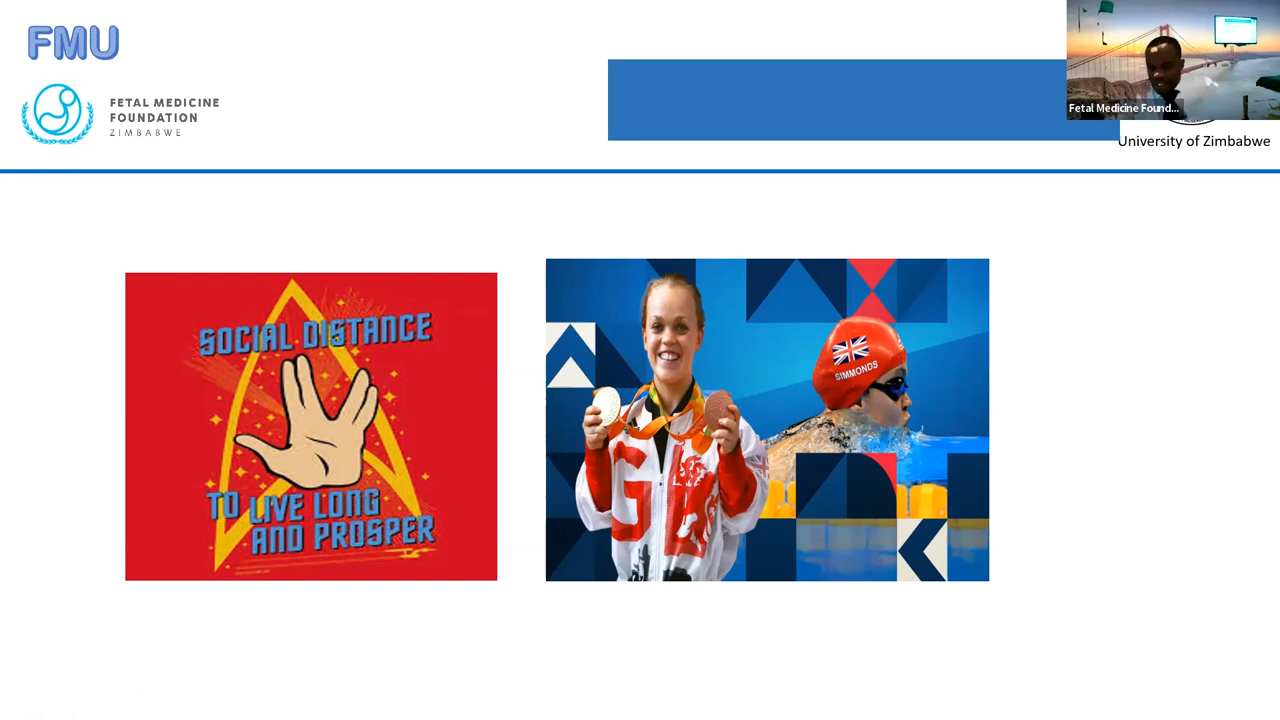 FMU
FETAL MEDICINE
FOUNDATION
ZIMBABWE
Fetal Medicine Found...
University of Zimbabwe
SOCIAL DISTANCE
TO LIVE LONG
AND PROSPER
SIMMONDS
G